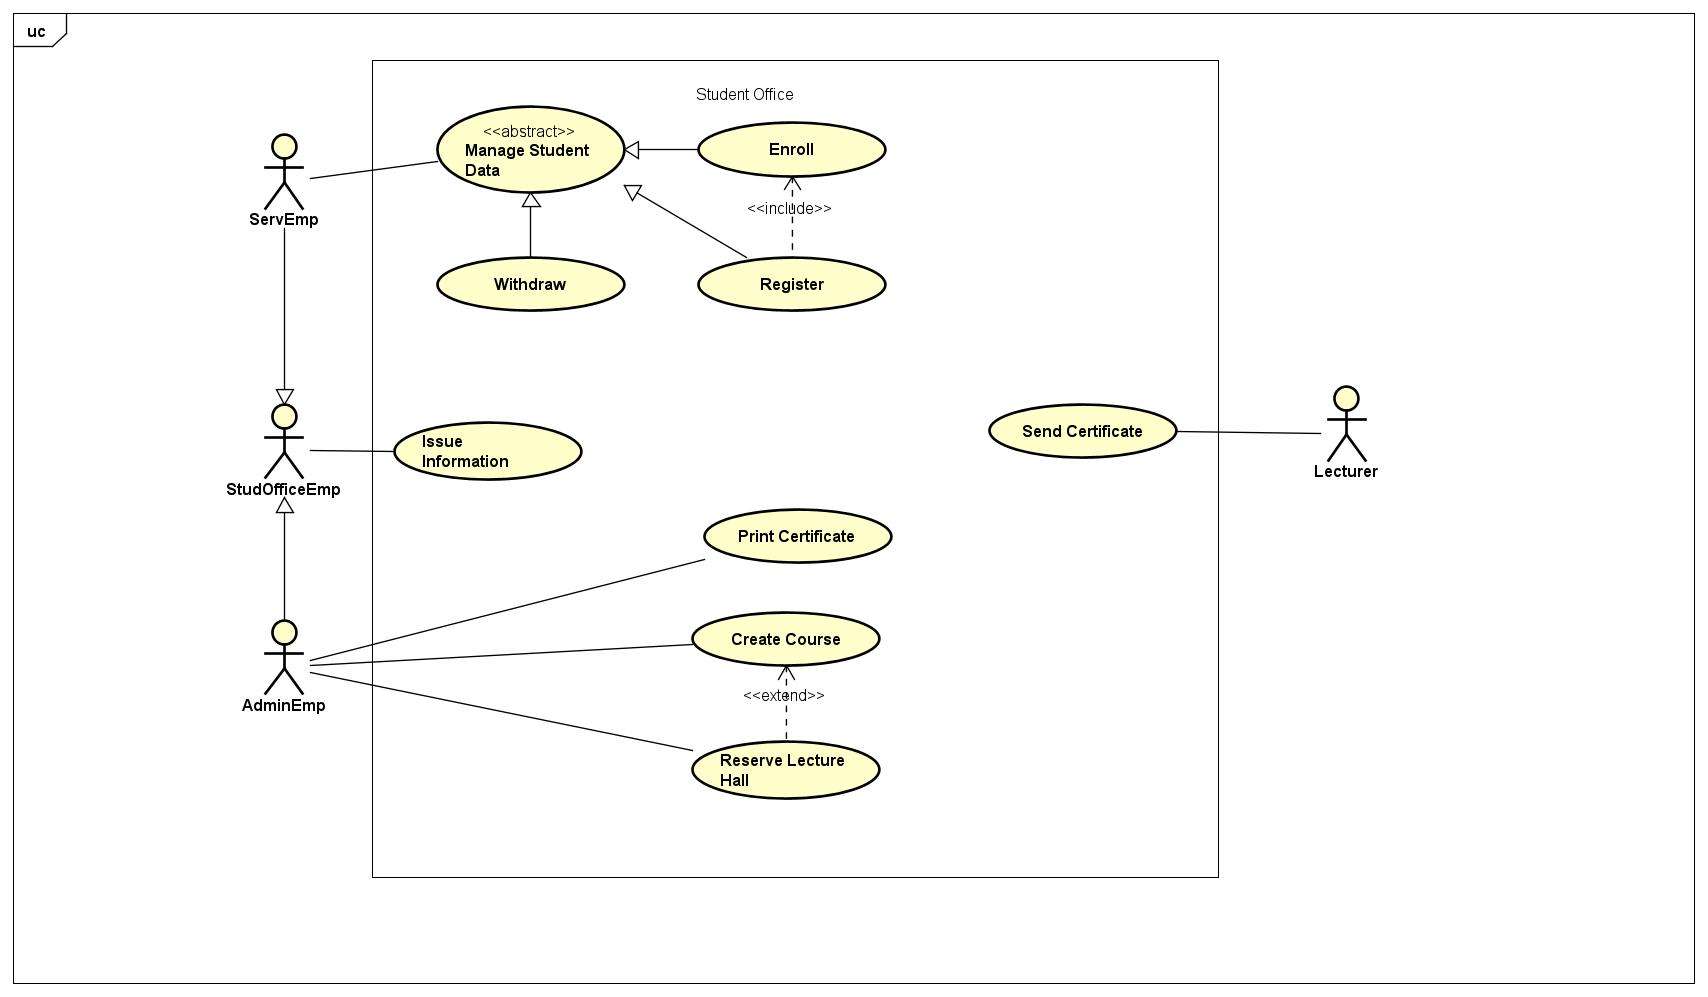 uc
Student Office
<<abstract>>
Manage Student
Data
Enroll
<<include>>
ServEmp
Withdraw
Register
Issue
Information
Send Certificate
StudOfficeEmp
Lecturer
Print Certificate
Create Course
<<extend>>
AdminEmp
Reserve Lecture
Hall